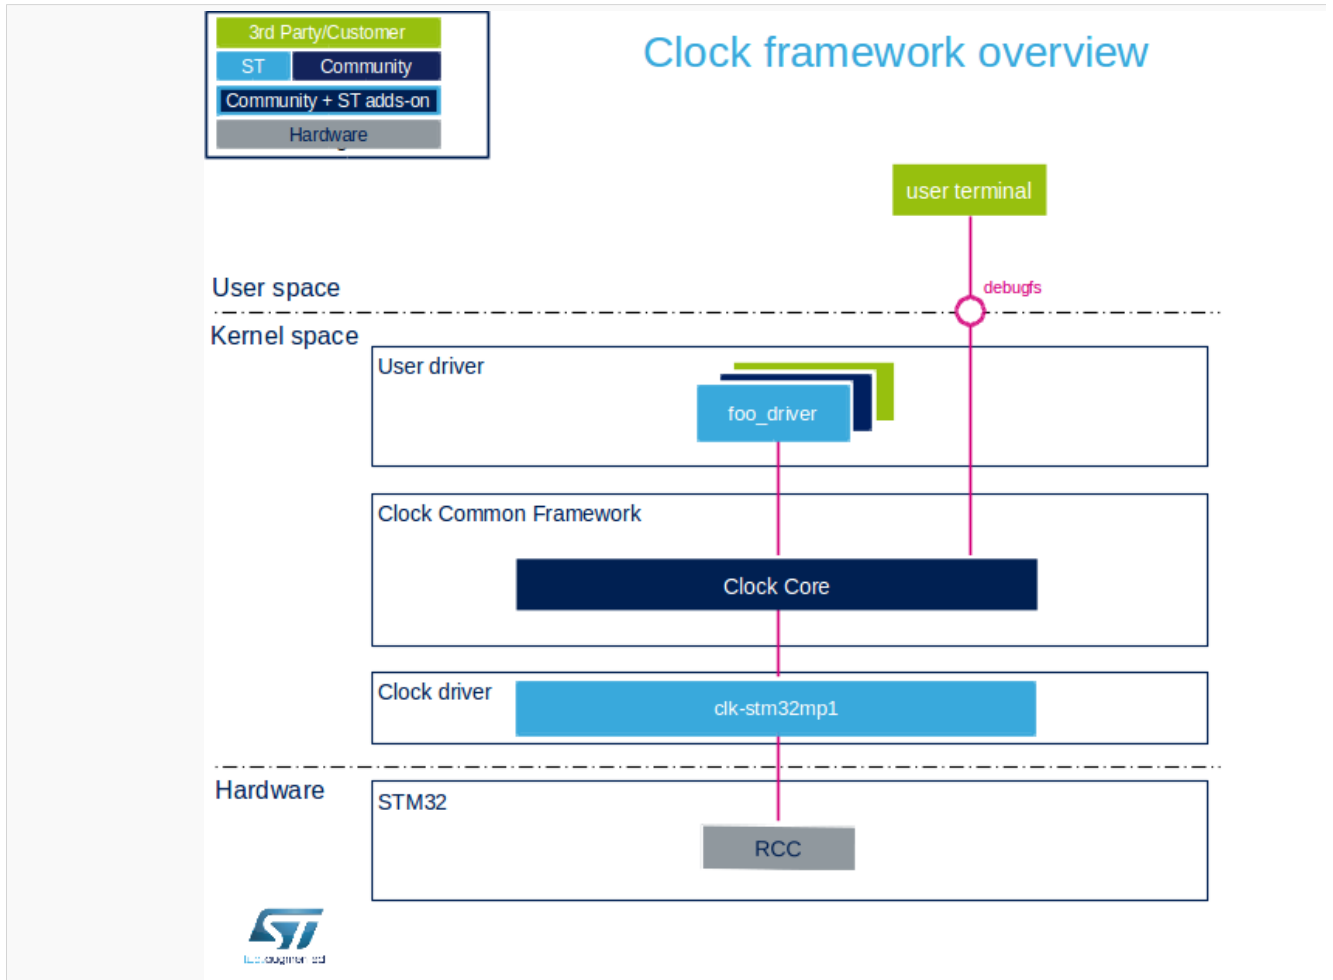 3rd Party/Customer
ST Community
Community + ST adds-on
Hardware
Clock framework overview
user terminal
User space
debugfs
Kernel space
User driver
foo_driver
Clock Common Framework
Clock Core
Clock driver
clk-stm32mp1
Hardware
STM32
RCC
ST